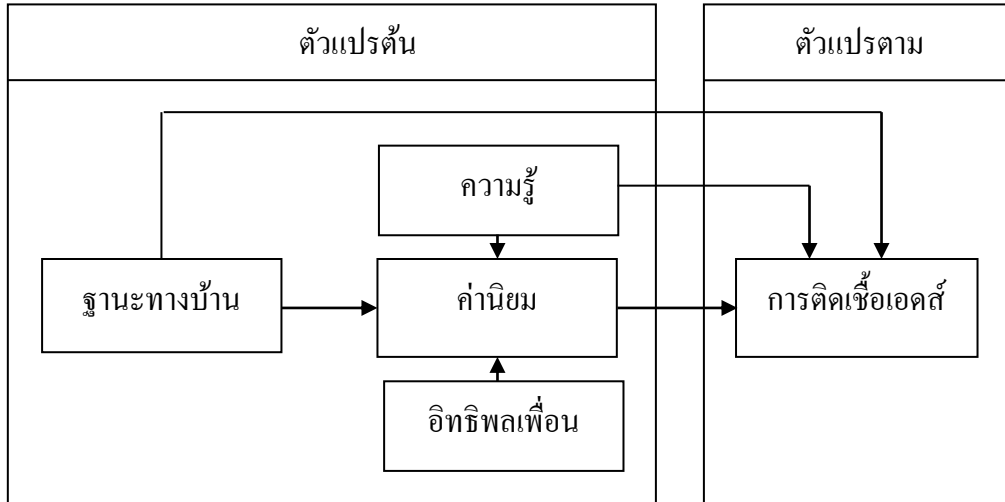 ตัวแปรต้น
ตัวแปรตาม
ความรู้
ฐานะทางบ้าน
ค่านิยม
การติดเชื้อเอดส์
อิทธิพลเพื่อน